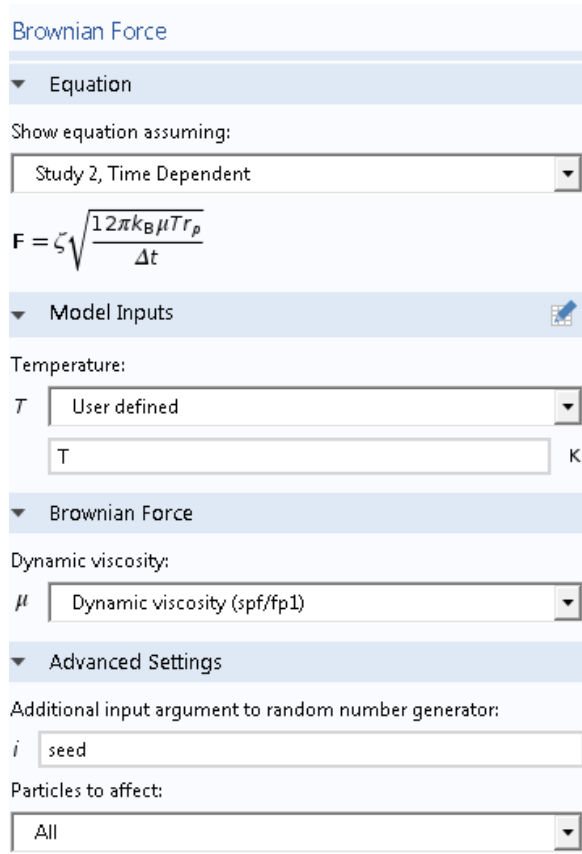 Brownian Force
Equation
Show equation assuming:
Study 2, Time Dependent
F = ζ√(12πk_BμTr_p / Δt)
Model Inputs
Temperature:
T User defined
T K
Brownian Force
Dynamic viscosity:
μ Dynamic viscosity (spf/fp1)
Advanced Settings
Additional input argument to random number generator:
i seed
Particles to affect:
All